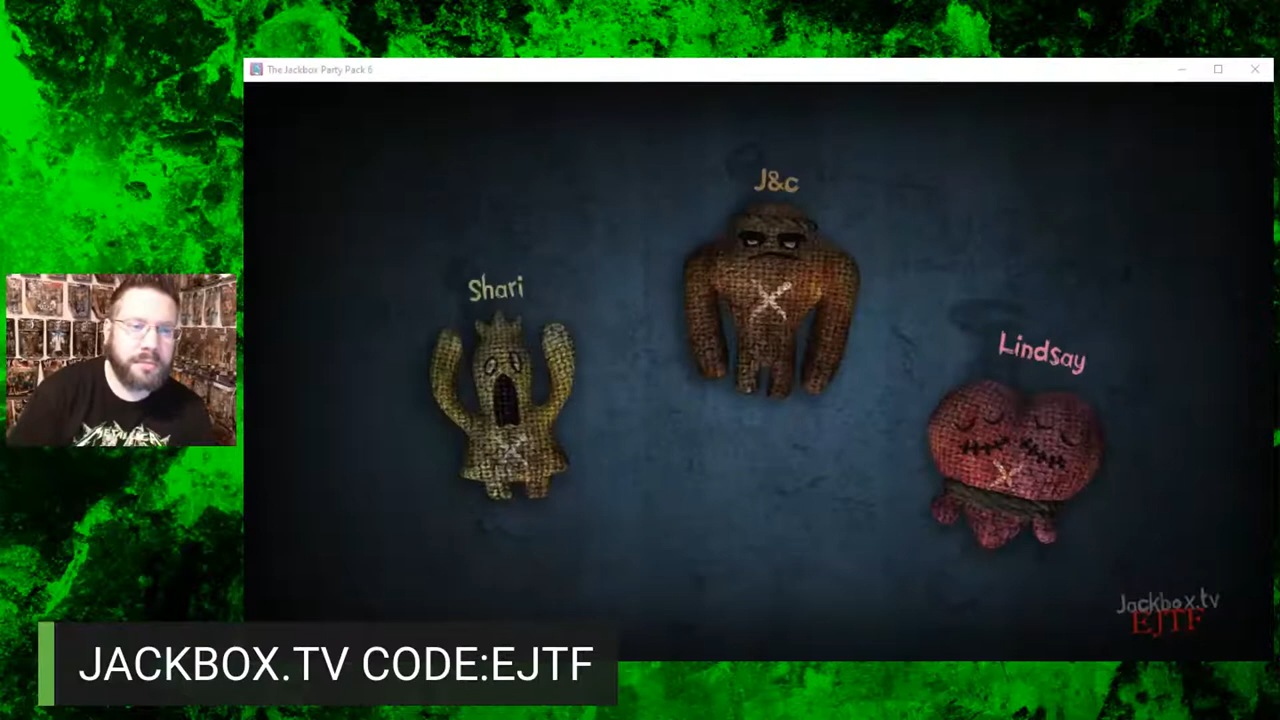 The Jackbox Party Pack 6
J&c
Shari
Lindsay
Jackbox.tv
EJTF
JACKBOX.TV CODE:EJTF